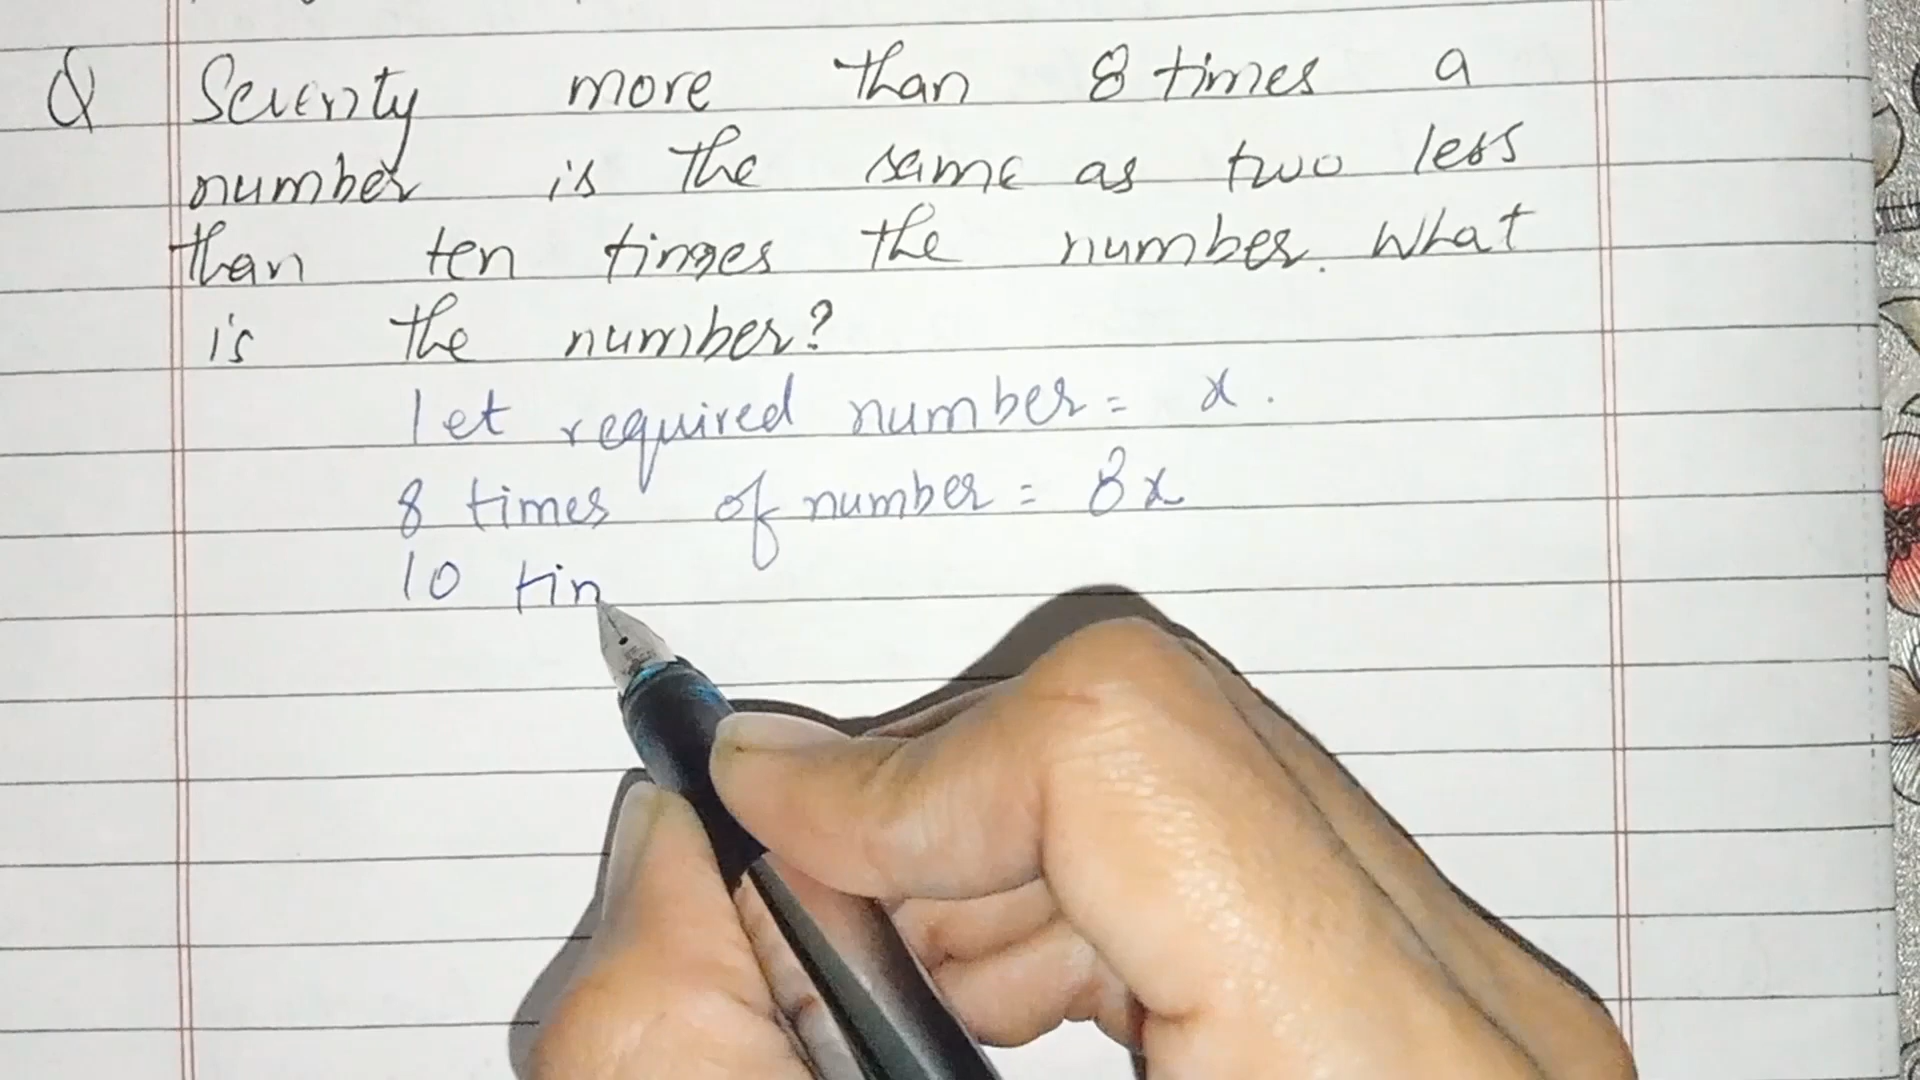 Q Seventy more than 8 times a
number is the same as two less
than ten times the number. What
is the number?
let required number = x.
8 times of number = 8x
10 tim